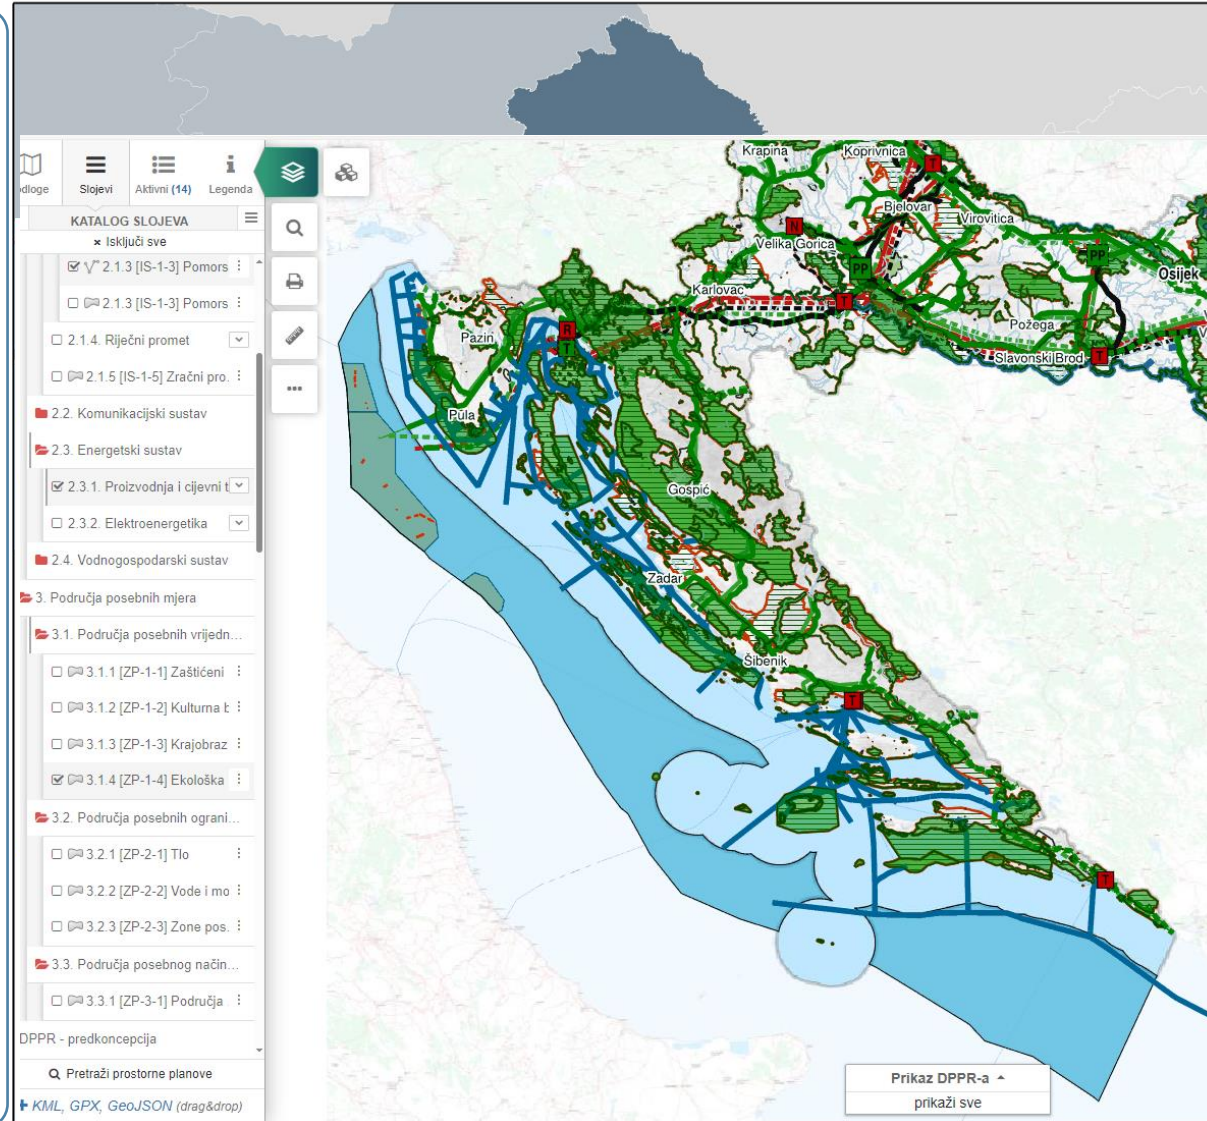 Slojevi
Aktivni (14)
Legenda
KATALOG SLOJEVA
× Isključi sve
2.1.3 [IS-1-3] Pomors
2.1.3 [IS-1-3] Pomors
2.1.4. Riječni promet
2.1.5 [IS-1-5] Zračni pro.
2.2. Komunikacijski sustav
2.3. Energetski sustav
2.3.1. Proizvodnja i cijevni t
2.3.2. Elektroenergetika
2.4. Vodnogospodarski sustav
3. Područja posebnih mjera
3.1. Područja posebnih vrijedn...
3.1.1 [ZP-1-1] Zaštićeni
3.1.2 [ZP-1-2] Kulturna b
3.1.3 [ZP-1-3] Krajobraz
3.1.4 [ZP-1-4] Ekološka
3.2. Područja posebnih ograni...
3.2.1 [ZP-2-1] Tlo
3.2.2 [ZP-2-2] Vode i mo
3.2.3 [ZP-2-3] Zone pos.
3.3. Područja posebnog način...
3.3.1 [ZP-3-1] Područja
DPPR - predkoncepcija
Pretraži prostorne planove
KML, GPX, GeoJSON (drag&drop)
Krapina
Koprivnica
T
Bjelovar
Virovitica
N
Velika Gorica
PP
PP
Osijek
Karlovac
T
Požega
Slavonski Brod
T
Pazin
R
T
Pula
Gospić
Zadar
Šibenik
T
T
Prikaz DPPR-a
prikaži sve